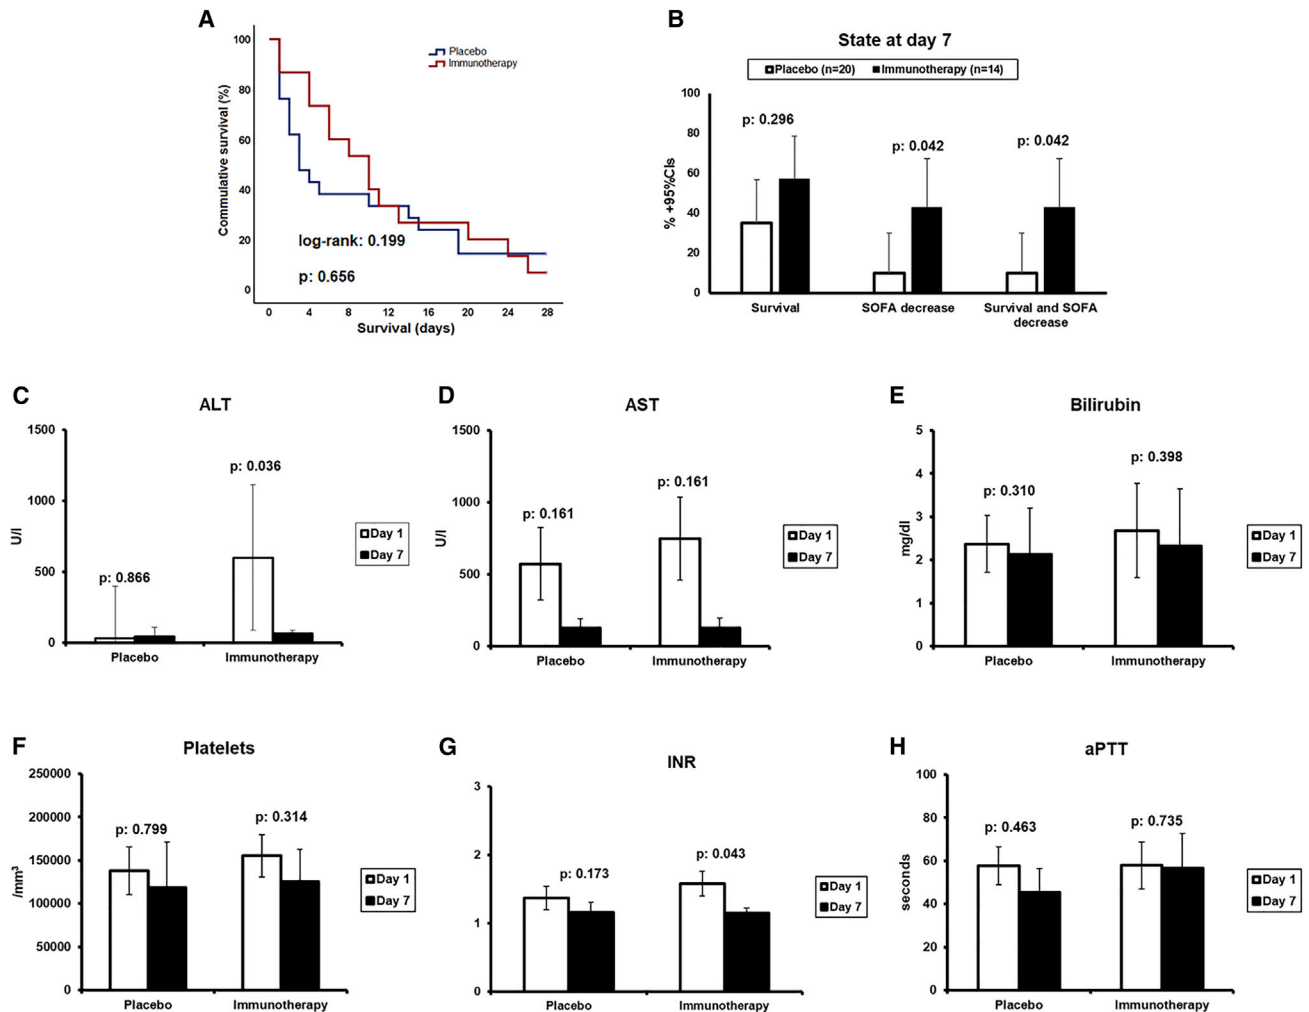 A
Commulative survival (%)
100
80
60
40
20
0
Placebo
Immunotherapy
log-rank: 0.199
p: 0.656
0 4 8 12 16 20 24 28
Survival (days)
B
State at day 7
Placebo (n=20) Immunotherapy (n=14)
% +95%CIs
100
80
60
40
20
0
p: 0.296
p: 0.042
p: 0.042
Survival
SOFA decrease
Survival and SOFA
decrease
C
ALT
U/l
1500
1000
500
0
p: 0.866
p: 0.036
Placebo
Immunotherapy
Day 1
Day 7
D
AST
U/l
1500
1000
500
0
p: 0.161
p: 0.161
Placebo
Immunotherapy
Day 1
Day 7
E
Bilirubin
mg/dl
5
4
3
2
1
0
p: 0.310
p: 0.398
Placebo
Immunotherapy
Day 1
Day 7
F
Platelets
/mm³
250000
200000
150000
100000
50000
0
p: 0.799
p: 0.314
Placebo
Immunotherapy
Day 1
Day 7
G
INR
3
2
1
0
p: 0.173
p: 0.043
Placebo
Immunotherapy
Day 1
Day 7
H
aPTT
seconds
100
80
60
40
20
0
p: 0.463
p: 0.735
Placebo
Immunotherapy
Day 1
Day 7